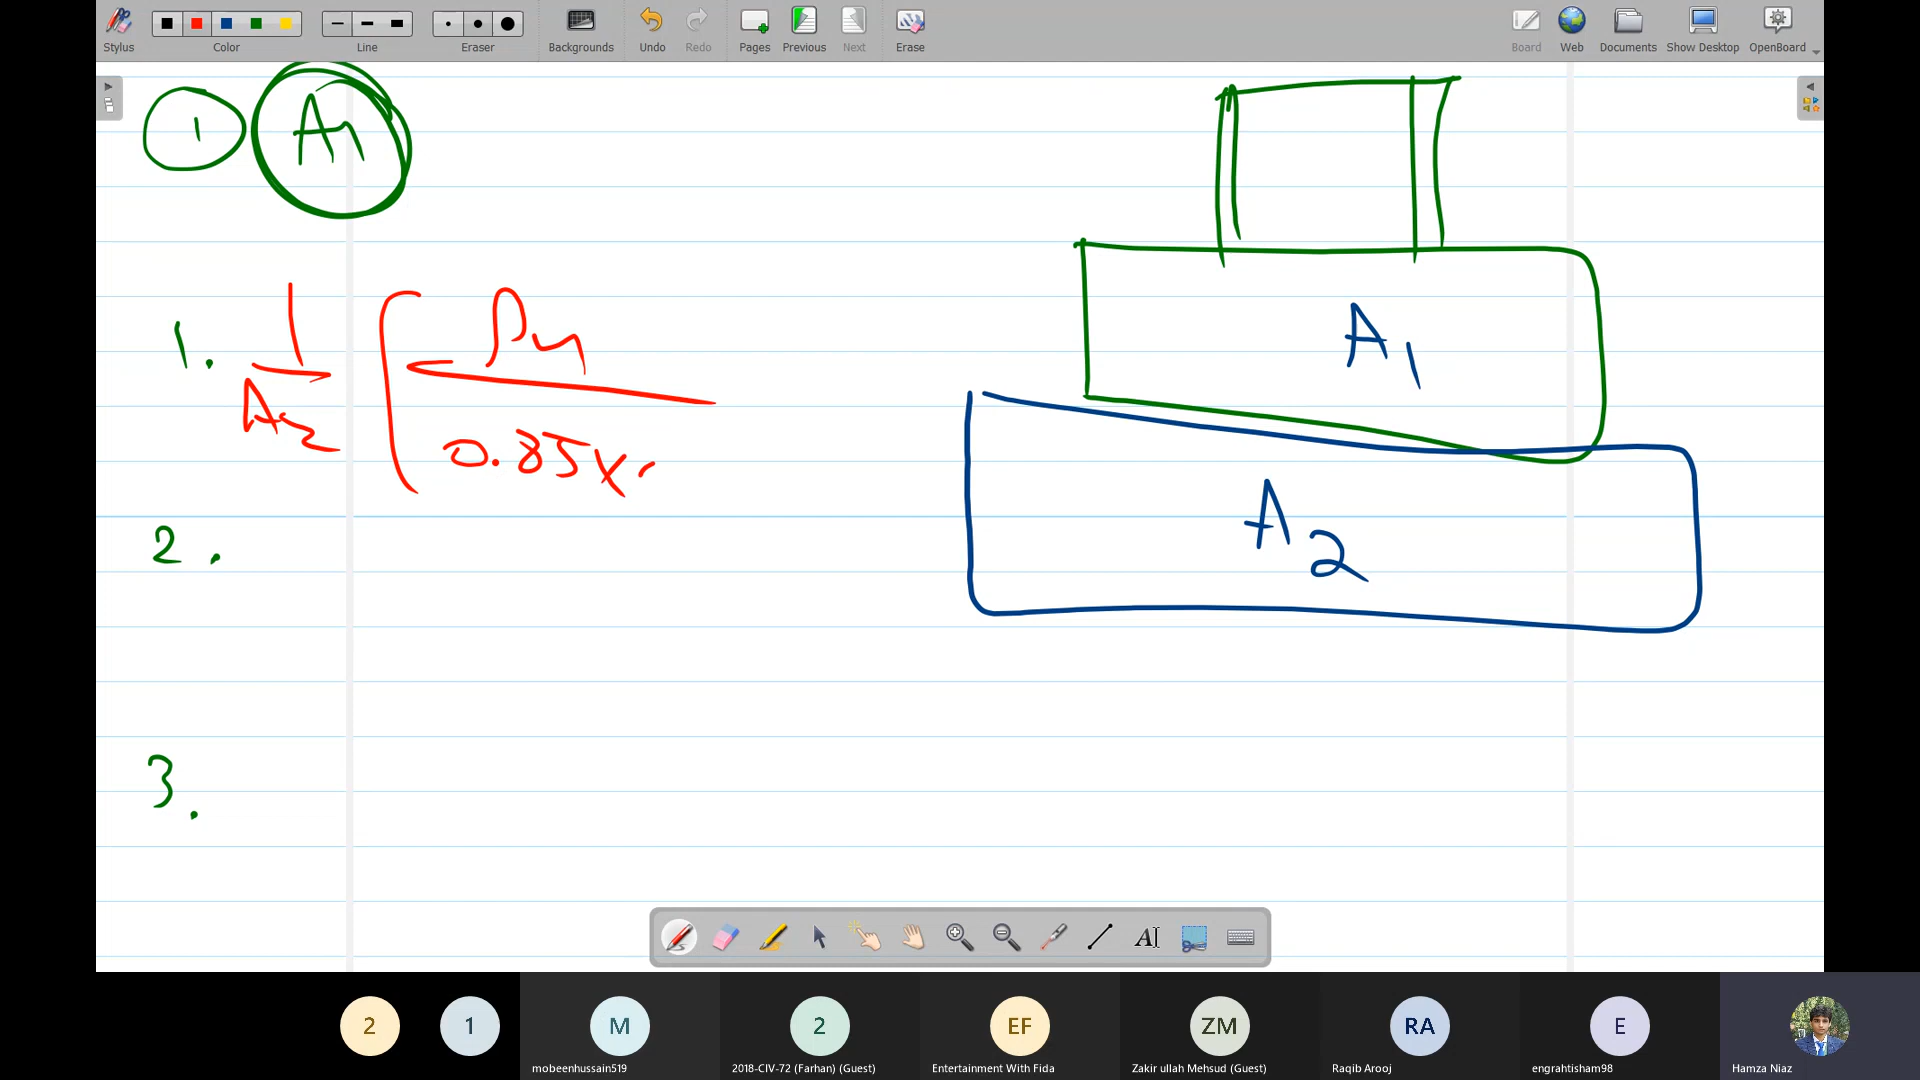 Stylus Color Line Eraser Backgrounds Undo Redo Pages Previous Next Erase Board Web Documents Show Desktop OpenBoard
1 A1
1. 1
A2
Pu
0.85x
2.
3.
A1
A2
AI
2 1 M 2 EF ZM RA E
mobeenhussain519 2018-CIV-72 (Farhan) (Guest) Entertainment With Fida Zakir ullah Mehsud (Guest) Raqib Arooj engrahtisham98 Hamza Niaz